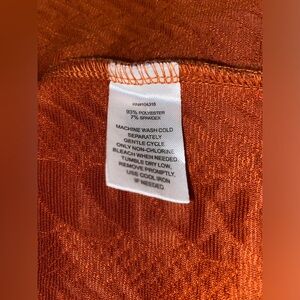 93% POLYESTER
7% SPANDEX
MACHINE WASH COLD
SEPARATELY
GENTLE CYCLE
ONLY NON-CHLORINE
BLEACH WHEN NEEDED
TUMBLE DRY LOW,
REMOVE PROMPTLY,
USE COOL IRON
IF NEEDED